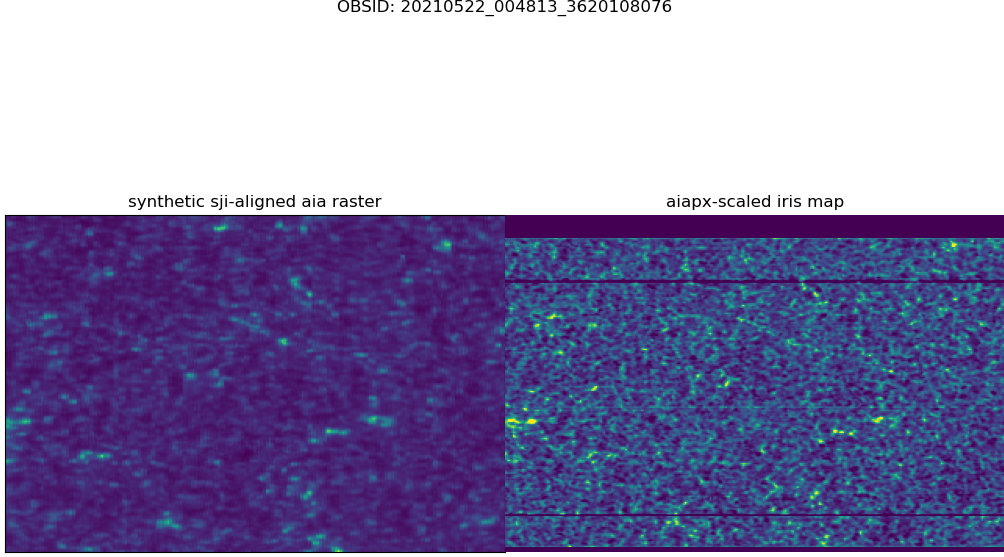 OBSID: 20210522_004813_3620108076
synthetic sji-aligned aia raster
aiapx-scaled iris map